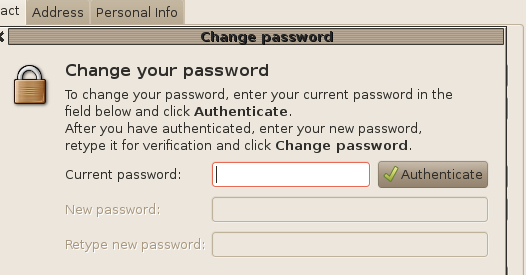 act Address Personal Info
Change password
Change your password
To change your password, enter your current password in the
field below and click Authenticate.
After you have authenticated, enter your new password,
retype it for verification and click Change password.
Current password: Authenticate
New password:
Retype new password: